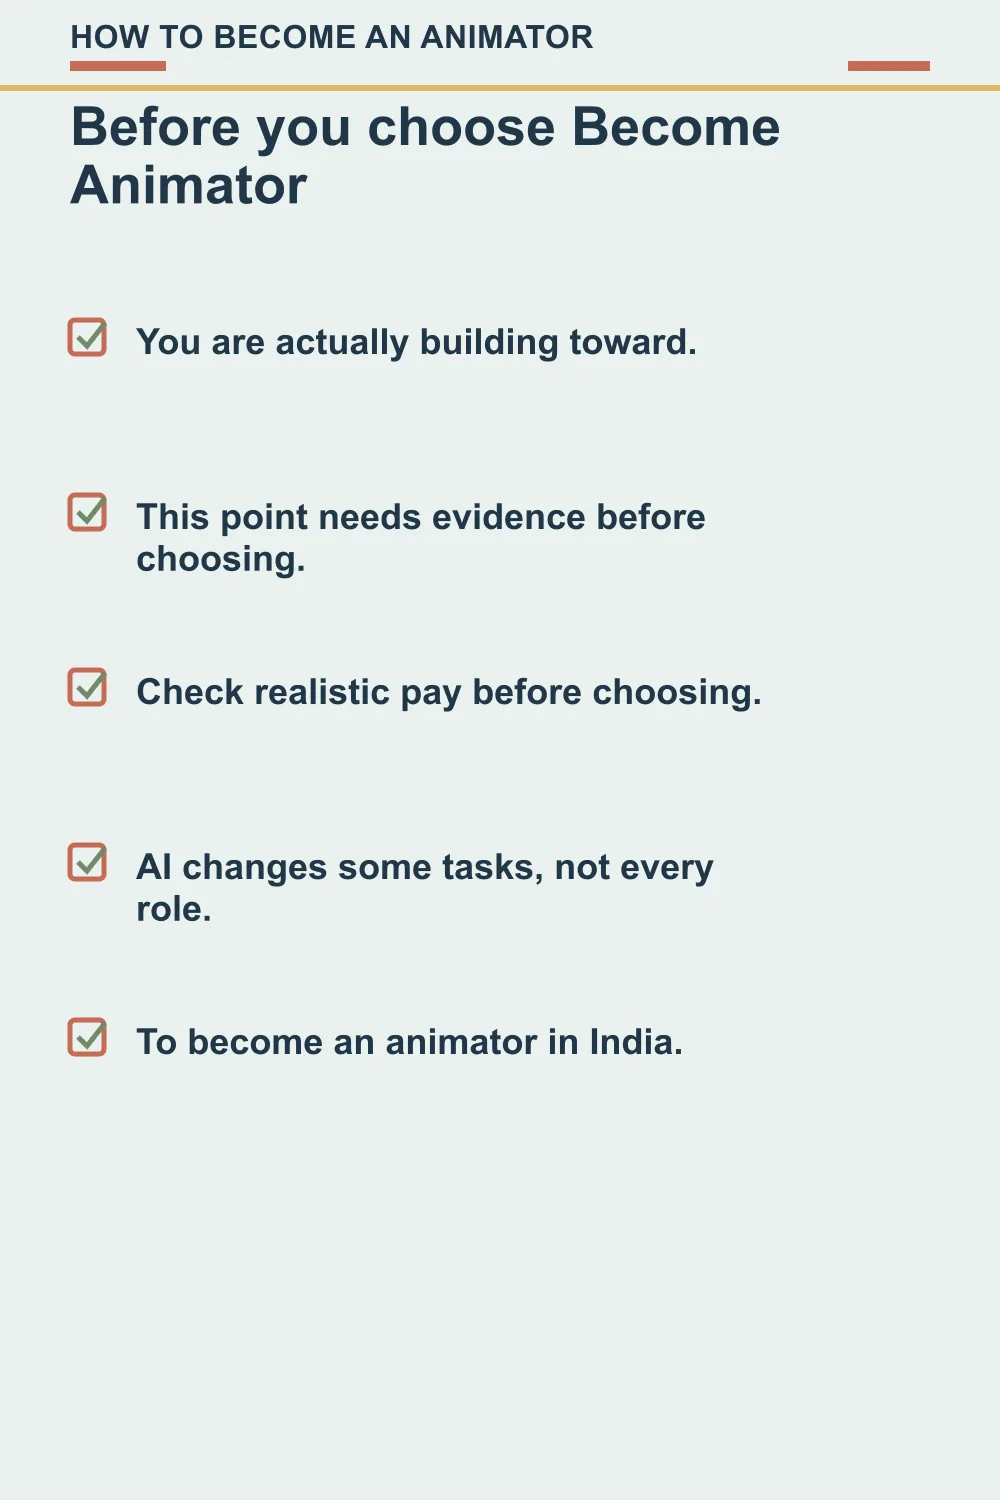 HOW TO BECOME AN ANIMATOR
Before you choose Become
Animator
You are actually building toward.
This point needs evidence before
choosing.
Check realistic pay before choosing.
AI changes some tasks, not every
role.
To become an animator in India.